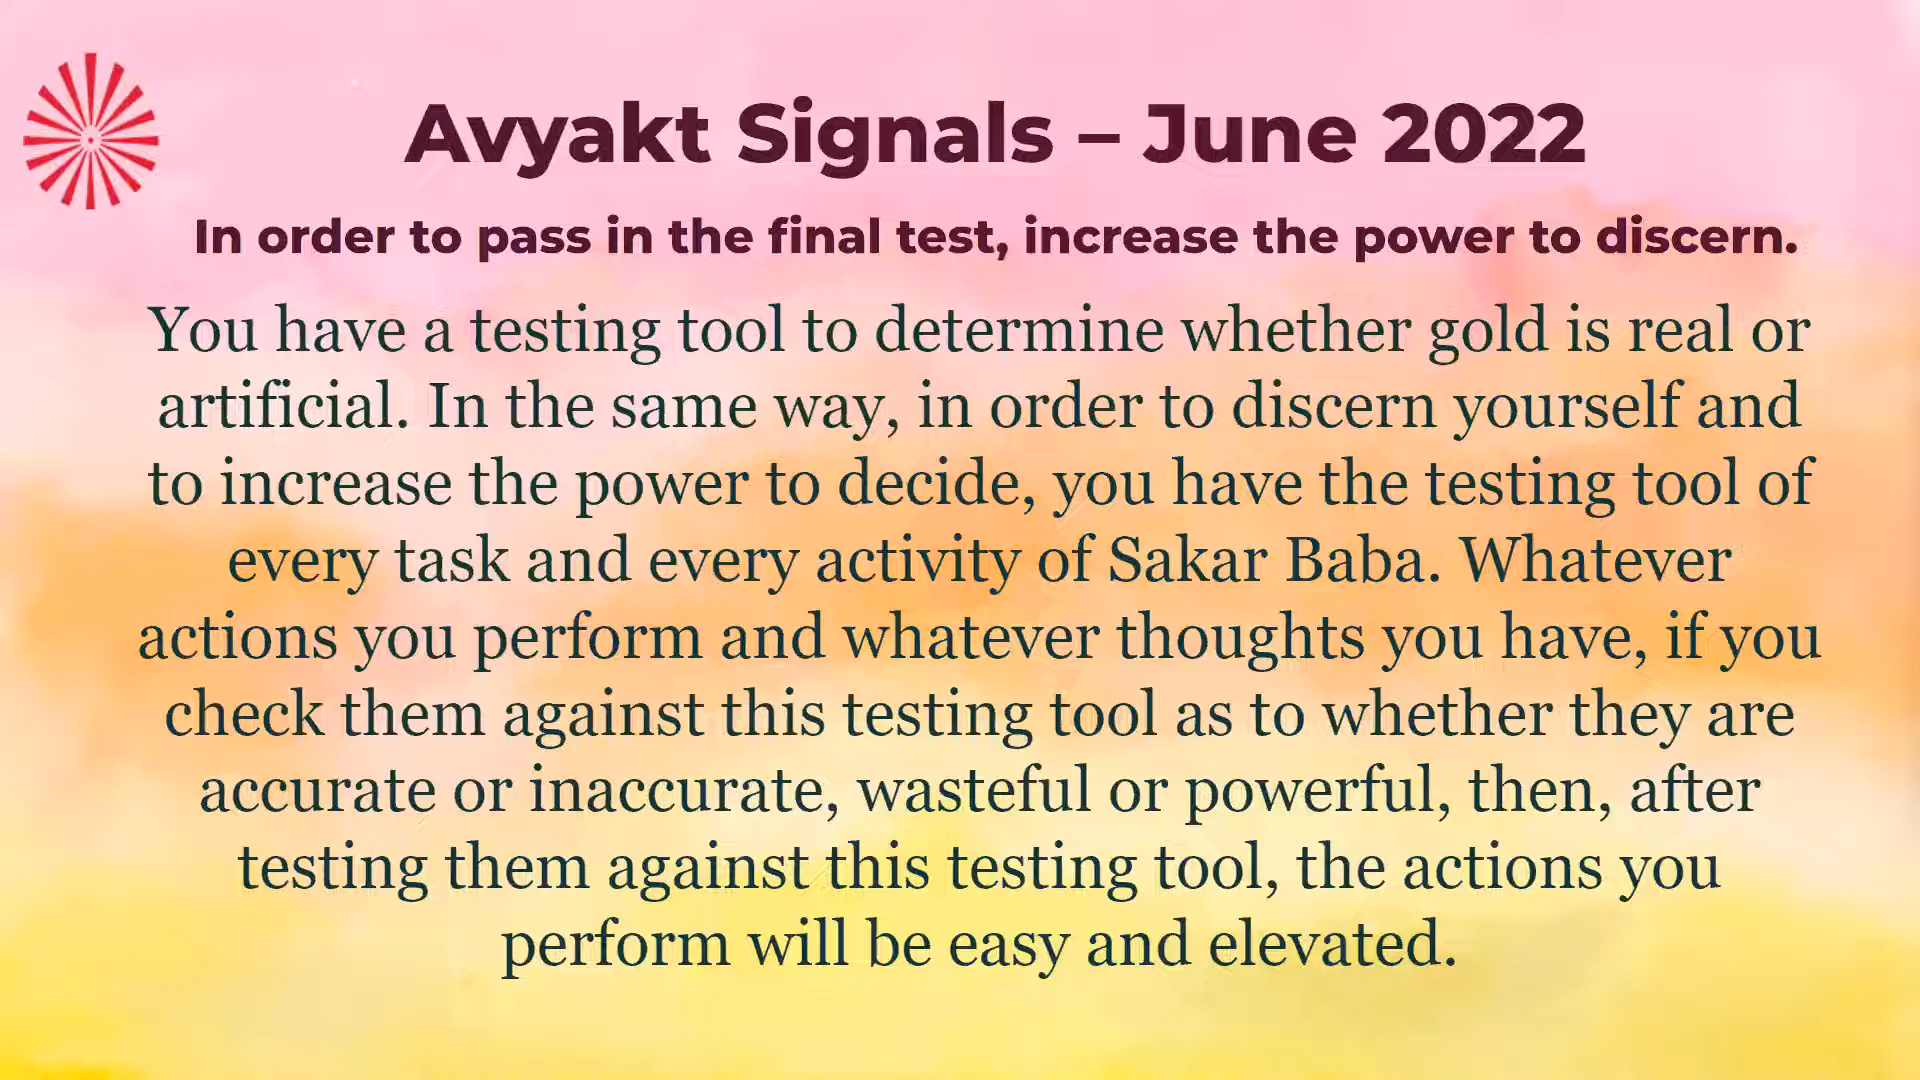 Avyakt Signals – June 2022
In order to pass in the final test, increase the power to discern.
You have a testing tool to determine whether gold is real or
artificial. In the same way, in order to discern yourself and
to increase the power to decide, you have the testing tool of
every task and every activity of Sakar Baba. Whatever
actions you perform and whatever thoughts you have, if you
check them against this testing tool as to whether they are
accurate or inaccurate, wasteful or powerful, then, after
testing them against this testing tool, the actions you
perform will be easy and elevated.